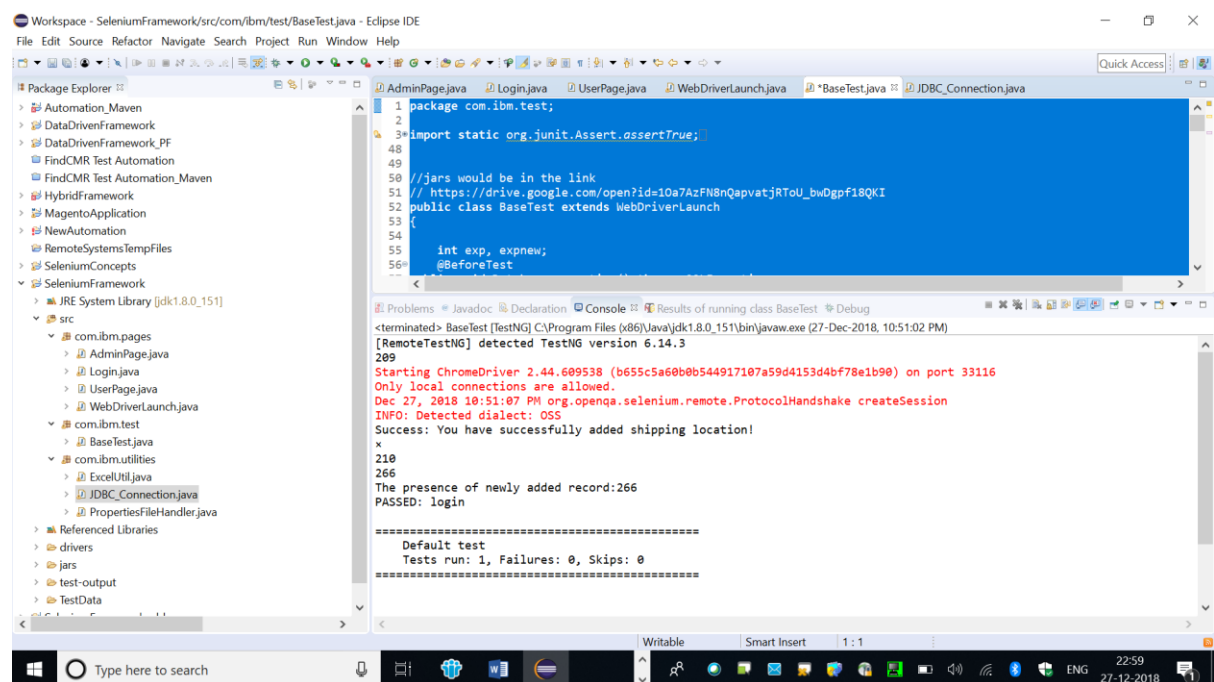 Workspace - SeleniumFramework/src/com/ibm/test/BaseTest.java - Eclipse IDE
File Edit Source Refactor Navigate Search Project Run Window Help
Quick Access
Package Explorer
Automation_Maven
DataDrivenFramework
DataDrivenFramework_PF
FindCMR Test Automation
FindCMR Test Automation_Maven
HybridFramework
MagentoApplication
NewAutomation
RemoteSystemsTempFiles
SeleniumConcepts
SeleniumFramework
JRE System Library [jdk1.8.0_151]
src
com.ibm.pages
AdminPage.java
Login.java
UserPage.java
WebDriverLaunch.java
com.ibm.test
BaseTest.java
com.ibm.utilities
ExcelUtil.java
JDBC_Connection.java
PropertiesFileHandler.java
Referenced Libraries
drivers
jars
test-output
TestData
AdminPage.java Login.java UserPage.java WebDriverLaunch.java *BaseTest.java JDBC_Connection.java
1 package com.ibm.test;
2
3 import static org.junit.Assert.assertTrue;
48
49
50 //jars would be in the link
51 // https://drive.google.com/open?id=1Oa7AzFN8nQapvatjRToU_bwDgpf18QKI
52 public class BaseTest extends WebDriverLaunch
53 {
54
55 int exp, expnew;
56 @BeforeTest
Problems Javadoc Declaration Console Results of running class BaseTest Debug
<terminated> BaseTest [TestNG] C:\Program Files (x86)\Java\jdk1.8.0_151\bin\javaw.exe (27-Dec-2018, 10:51:02 PM)
[RemoteTestNG] detected TestNG version 6.14.3
209
Starting ChromeDriver 2.44.609538 (b655c5a60b0b544917107a59d4153d4bf78e1b90) on port 33116
Only local connections are allowed.
Dec 27, 2018 10:51:07 PM org.openqa.selenium.remote.ProtocolHandshake createSession
INFO: Detected dialect: OSS
Success: You have successfully added shipping location!
×
210
266
The presence of newly added record:266
PASSED: login
===============================================
Default test
Tests run: 1, Failures: 0, Skips: 0
===============================================
Writable Smart Insert 1 : 1
Type here to search
ENG
22:59
27-12-2018